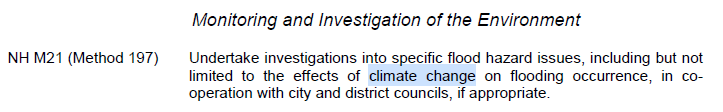 Monitoring and Investigation of the Environment
NH M21 (Method 197) Undertake investigations into specific flood hazard issues, including but not
limited to the effects of climate change on flooding occurrence, in co-
operation with city and district councils, if appropriate.